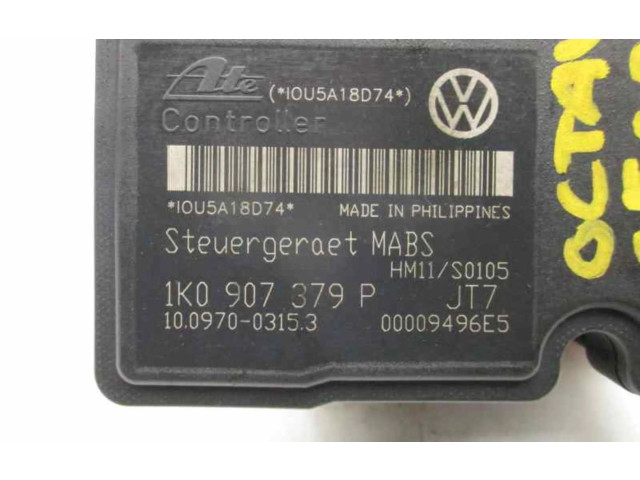 Ate (*IOU5A18D74*)
Controller
*IOU5A18D74* MADE IN PHILIPPINES
Steuergeraet MABS
HM11/S0105
1K0 907 379 P JT7
10.0970-0315.3 00009496E5
OCTAV